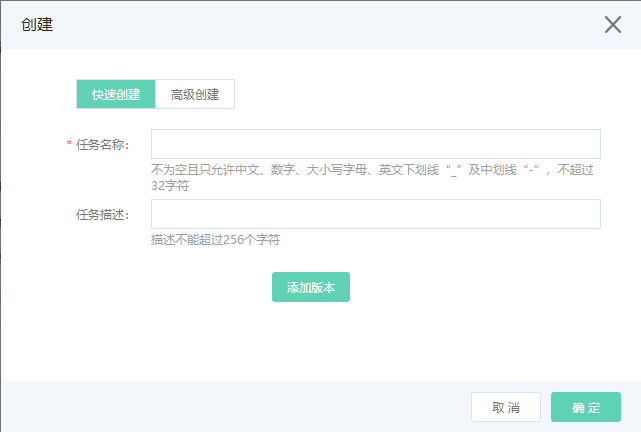 创建
快速创建 高级创建
* 任务名称:
不为空且只允许中文、数字、大小写字母、英文下划线“_”及中划线“-”，不超过
32字符
任务描述:
描述不能超过256个字符
添加版本
取 消 确 定